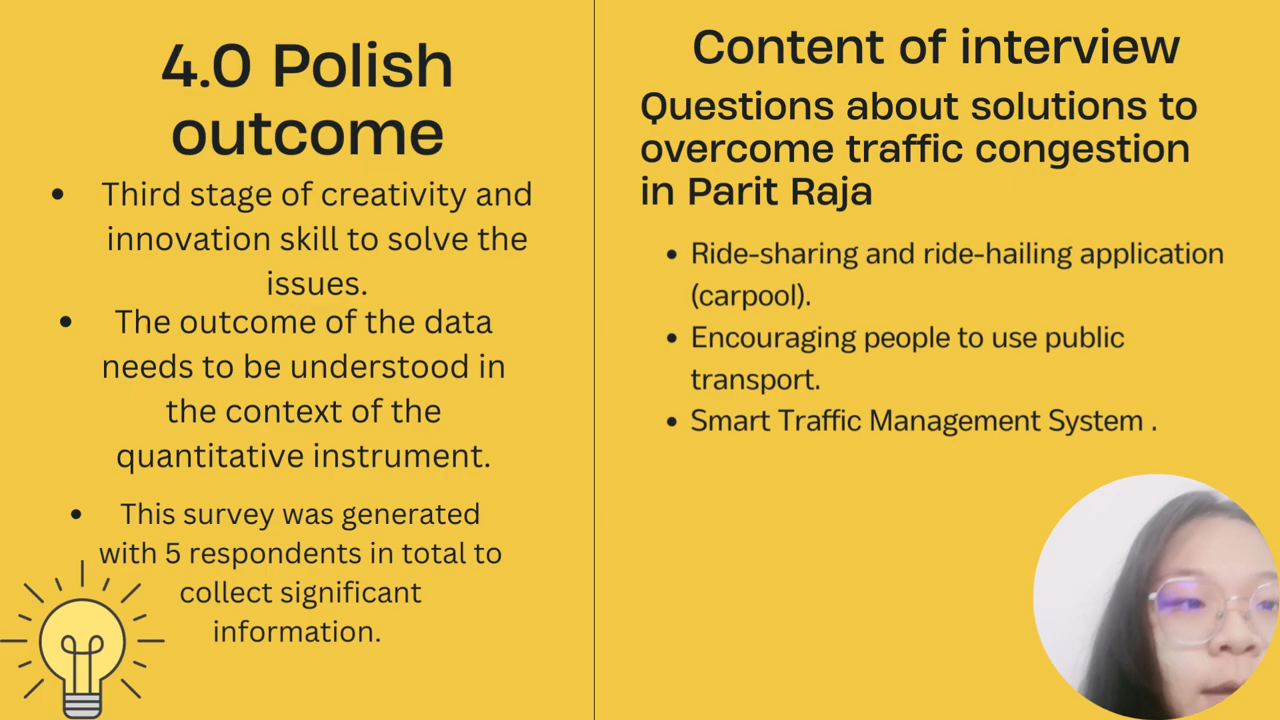 4.0 Polish
outcome
• Third stage of creativity and
innovation skill to solve the
issues.
• The outcome of the data
needs to be understood in
the context of the
quantitative instrument.
• This survey was generated
with 5 respondents in total to
collect significant
information.
Content of interview
Questions about solutions to
overcome traffic congestion
in Parit Raja
• Ride-sharing and ride-hailing application
(carpool).
• Encouraging people to use public
transport.
• Smart Traffic Management System .